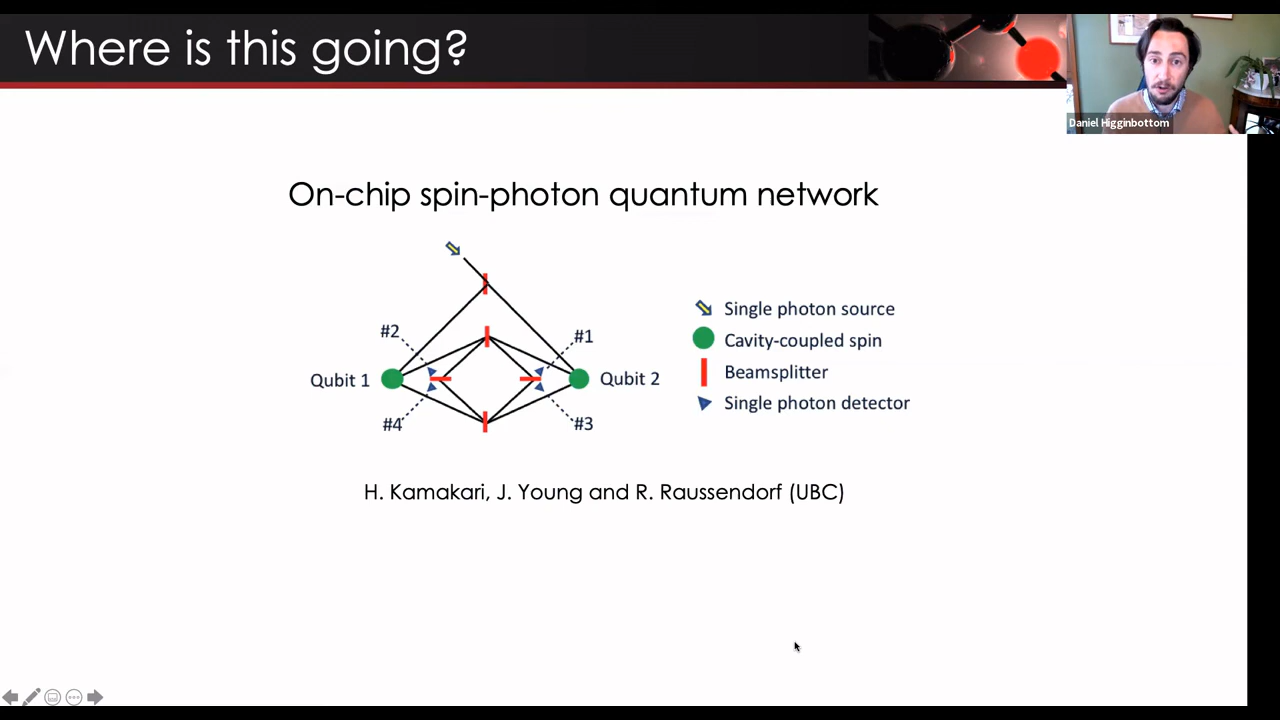 Where is this going?
Daniel Higginbottom
On-chip spin-photon quantum network
#2
#1
Qubit 1
Qubit 2
#4
#3
Single photon source
Cavity-coupled spin
Beamsplitter
Single photon detector
H. Kamakari, J. Young and R. Raussendorf (UBC)